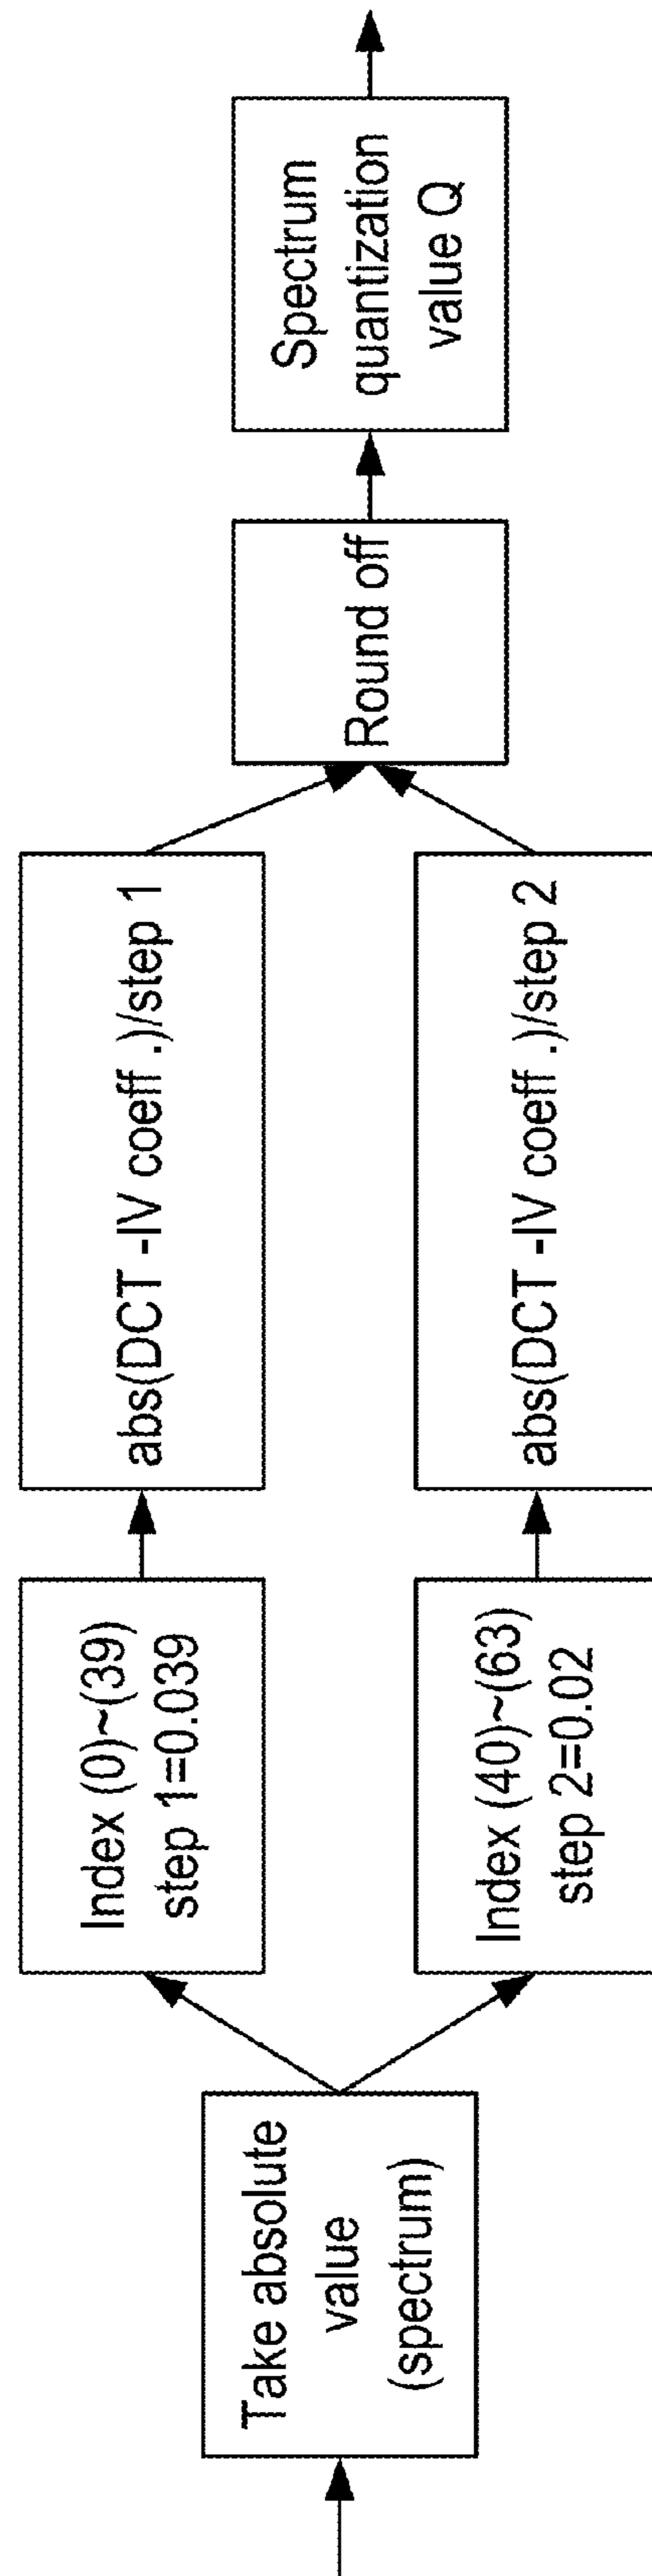 Take absolute
value
(spectrum)
Index (0)~(39)
step 1=0.039
abs(DCT -IV coeff .)/step 1
Index (40)~(63)
step 2=0.02
abs(DCT -IV coeff .)/step 2
Round off
Spectrum
quantization
value Q